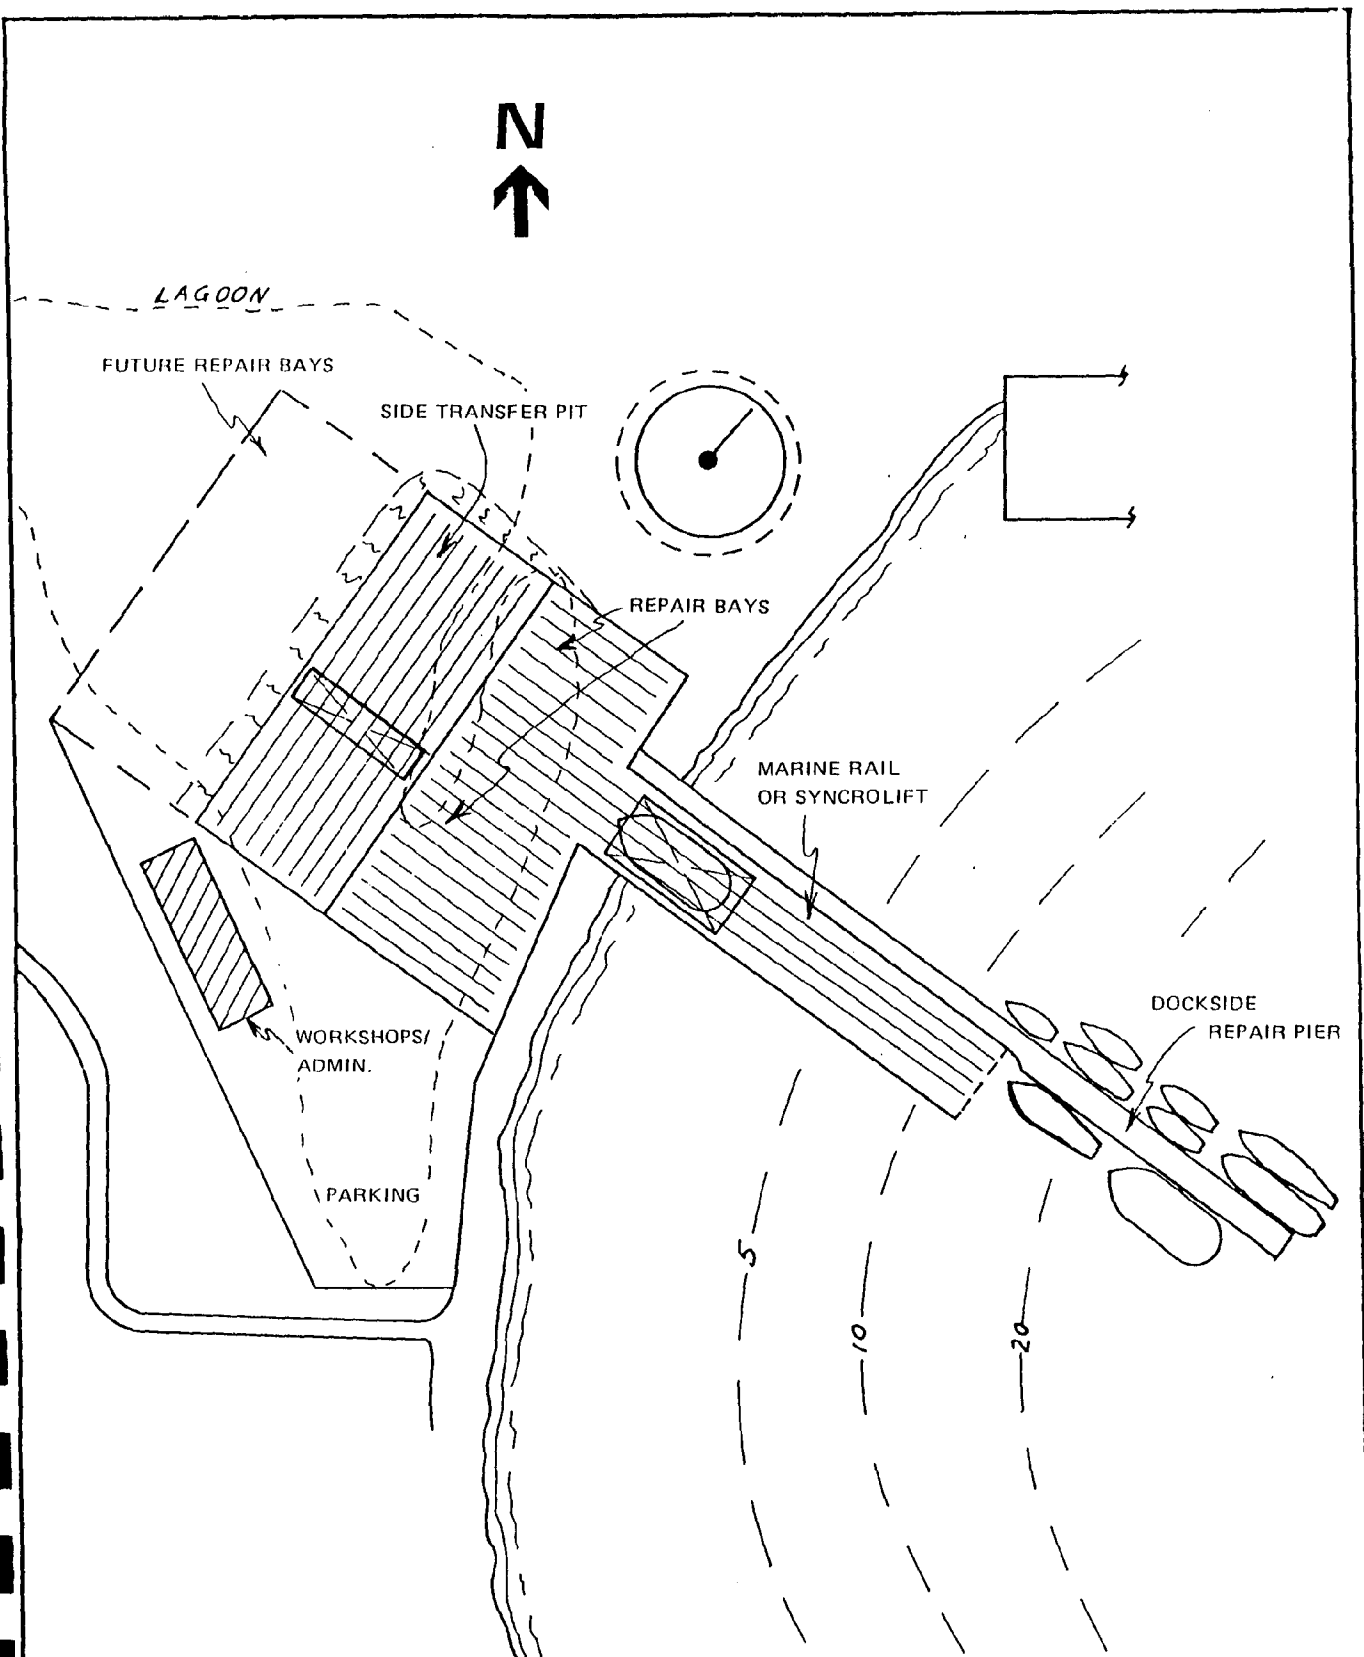 N
LAGOON
FUTURE REPAIR BAYS
SIDE TRANSFER PIT
REPAIR BAYS
MARINE RAIL
OR SYNCROLIFT
DOCKSIDE
REPAIR PIER
WORKSHOPS/
ADMIN.
PARKING
5
10
20